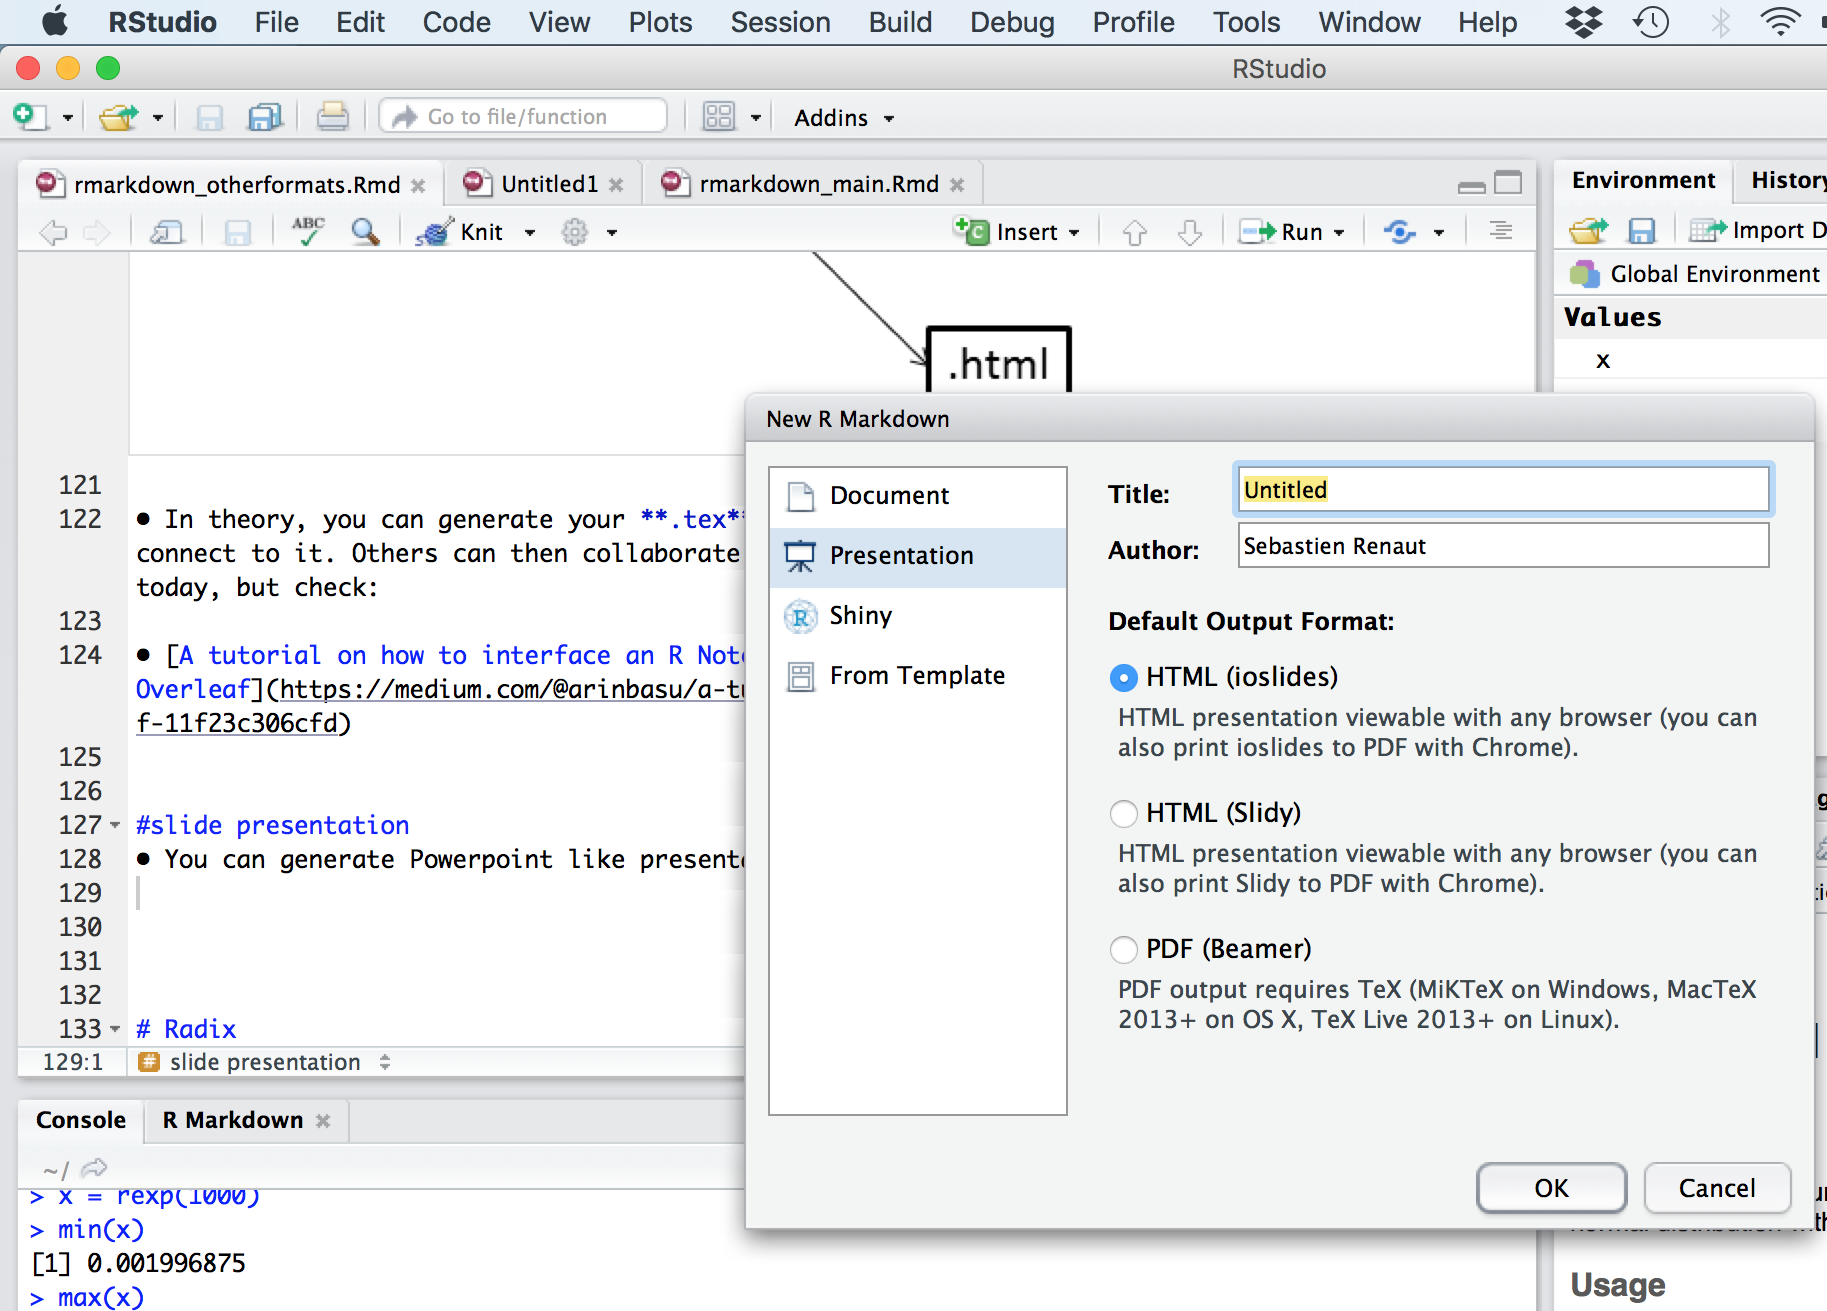 RStudio File Edit Code View Plots Session Build Debug Profile Tools Window Help
RStudio
Go to file/function Addins
rmarkdown_otherformats.Rmd Untitled1 rmarkdown_main.Rmd
ABC Knit Insert Run
.html
121
122 ● In theory, you can generate your **.tex**
connect to it. Others can then collaborate
today, but check:
123
124 ● [A tutorial on how to interface an R Not
Overleaf](https://medium.com/@arinbasu/a-tu
f-11f23c306cfd)
125
126
127 #slide presentation
128 ● You can generate Powerpoint like present
129
130
131
132
133 # Radix
129:1 # slide presentation
Console R Markdown
~/
> x = rexp(1000)
> min(x)
[1] 0.001996875
> max(x)
Environment History
Import D
Global Environment
Values
x
New R Markdown
Document
Presentation
Shiny
From Template
Title: Untitled
Author: Sebastien Renaut
Default Output Format:
HTML (ioslides)
HTML presentation viewable with any browser (you can
also print ioslides to PDF with Chrome).
HTML (Slidy)
HTML presentation viewable with any browser (you can
also print Slidy to PDF with Chrome).
PDF (Beamer)
PDF output requires TeX (MiKTeX on Windows, MacTeX
2013+ on OS X, TeX Live 2013+ on Linux).
OK Cancel
Usage